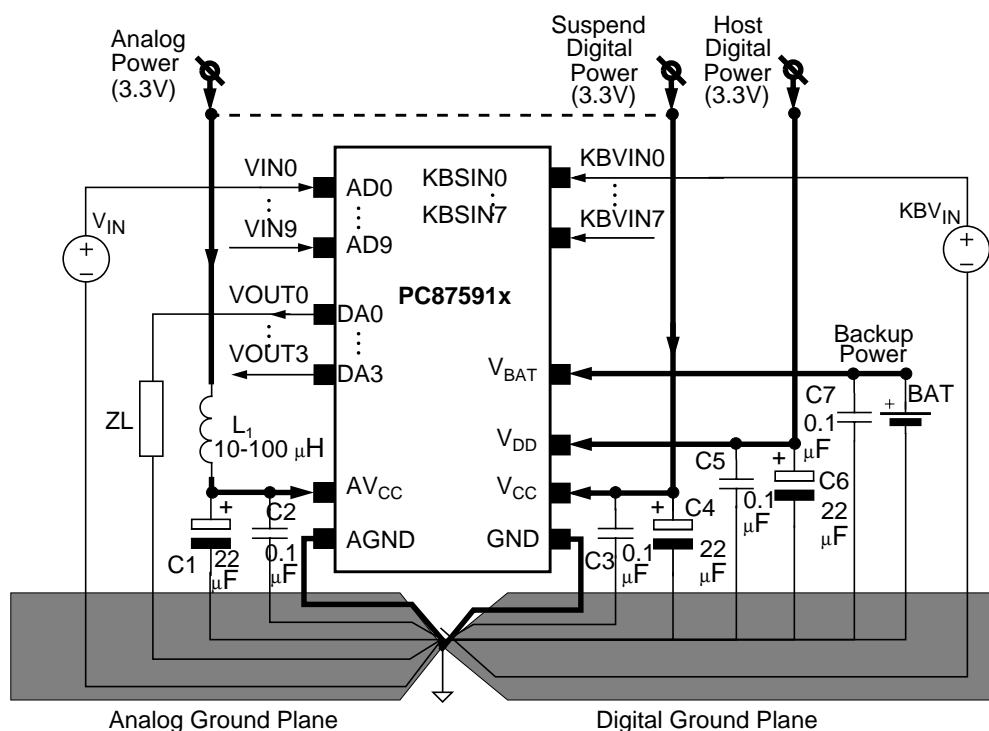 Analog
Power
(3.3V)
Suspend
Digital
Power
(3.3V)
Host
Digital
Power
(3.3V)
VIN0
VIN9
VOUT0
VOUT3
V_IN
+
−
AD0
AD9
DA0
DA3
AV_CC
AGND
KBSIN0
KBSIN7
PC87591x
V_BAT
V_DD
V_CC
GND
KBVIN0
KBVIN7
KBV_IN
+
−
Backup
Power
BAT
+
C7
0.1
μF
C5
0.1
μF
+
C6
22
μF
C3
0.1
μF
+
C4
22
μF
ZL
L_1
10-100 μH
+
C1
22
μF
C2
0.1
μF
Analog Ground Plane
Digital Ground Plane